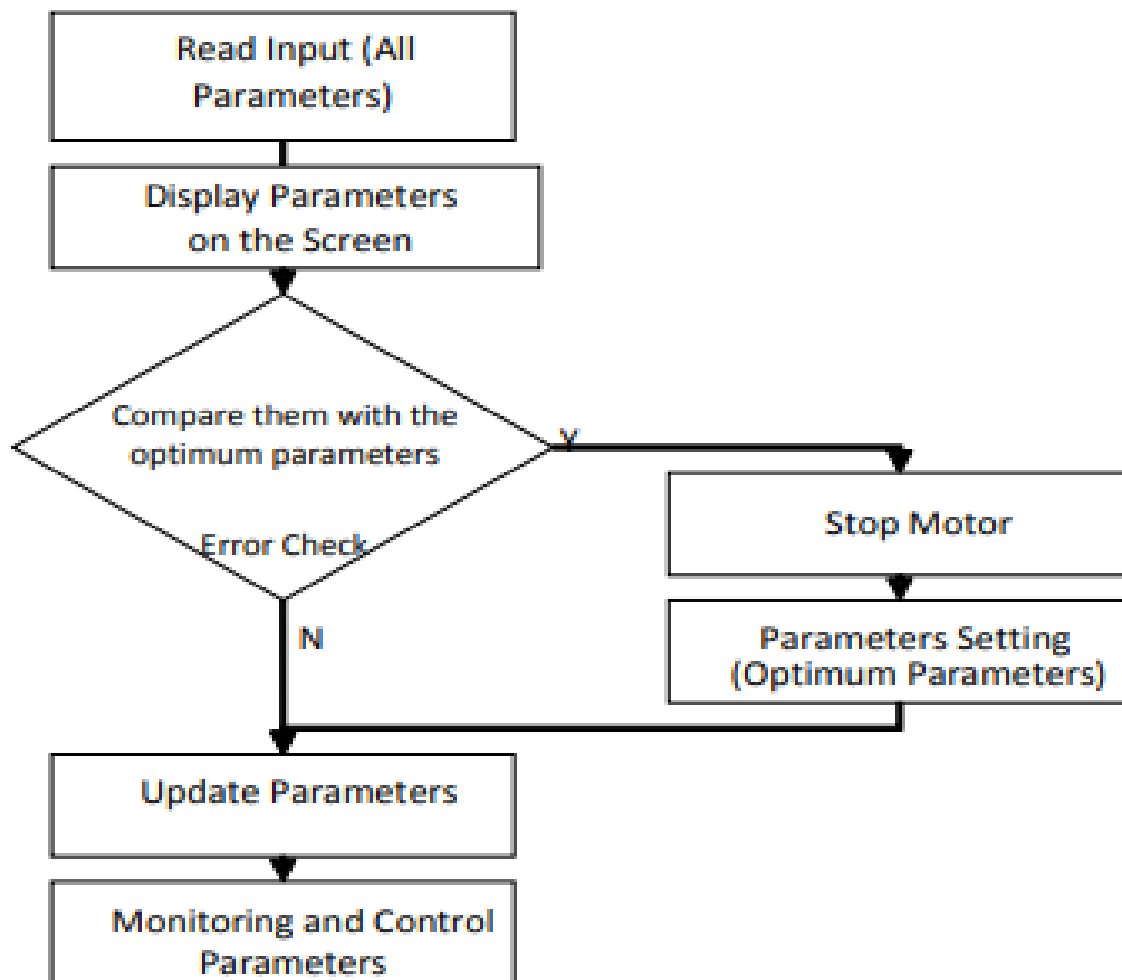 Read Input (All
Parameters)
Display Parameters
on the Screen
Compare them with the
optimum parameters
Error Check
Y
Stop Motor
N
Parameters Setting
(Optimum Parameters)
Update Parameters
Monitoring and Control
Parameters